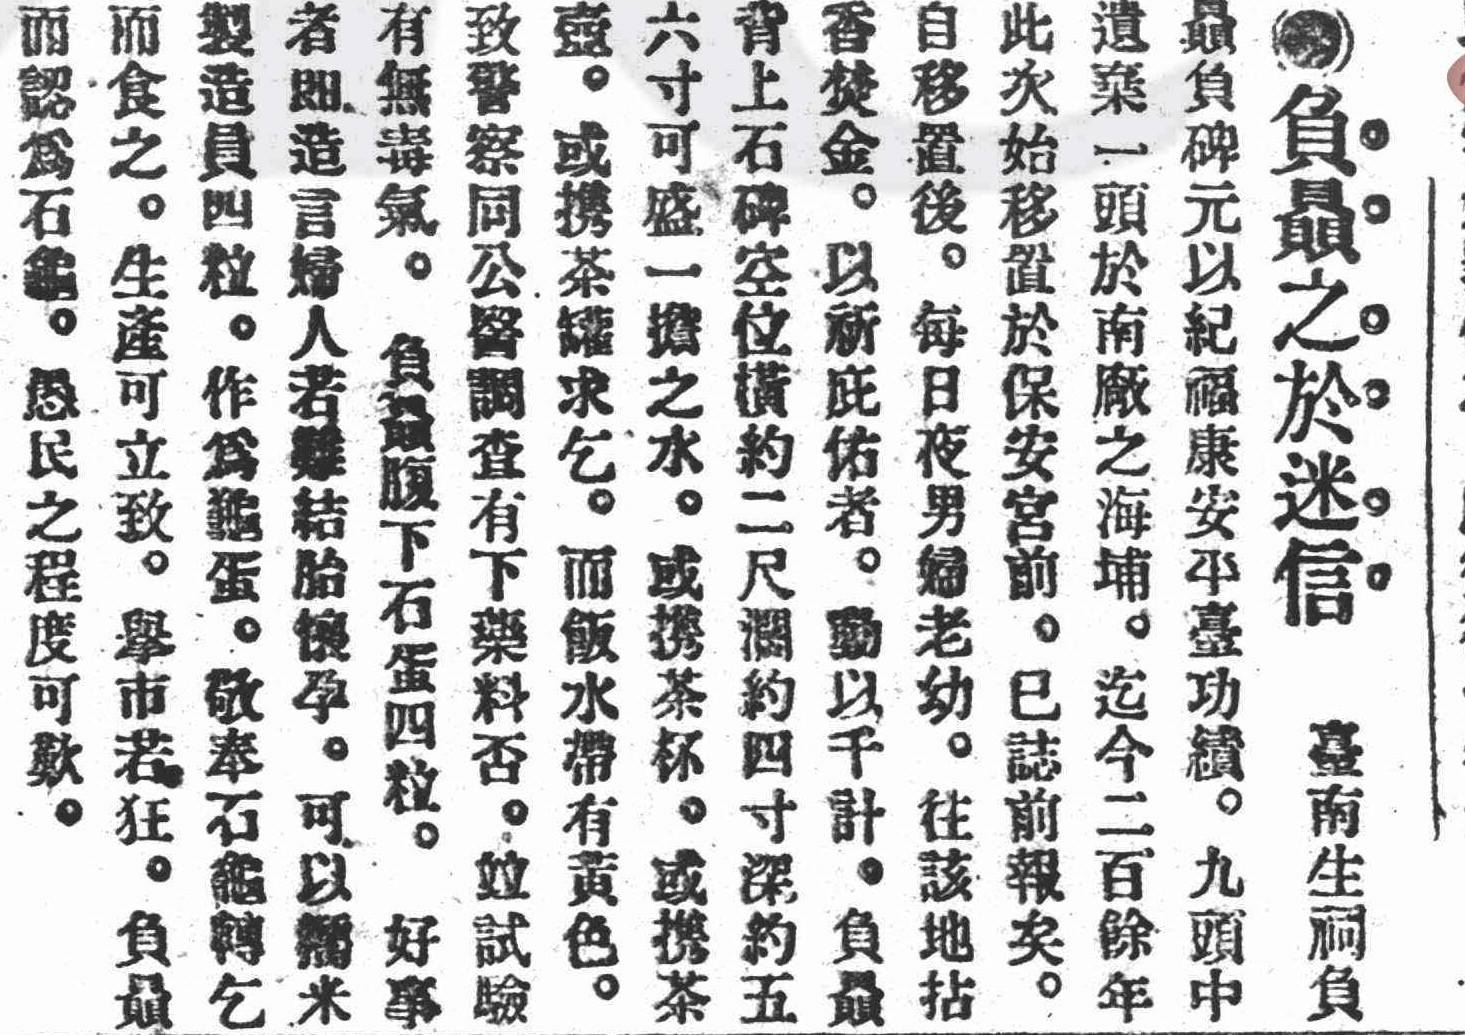 負贔之於迷信　臺南生祠負
贔負碑元以紀福康安平臺功績。九頭中
遺棄一頭於南廠之海埔。迄今二百餘年
此次始移置於保安宮前。已誌前報矣。
自移置後。每日夜男婦老幼。往該地拈
香焚金。以祈庇佑者。動以千計。負贔
背上石碑空位橫約二尺濶約四寸深約五
六寸可盛一擔之水。或携茶杯。或携茶
壺。或携茶罐求乞。而飯水帶有黃色。
致警察同公醫調查有下藥料否。竝試驗
有無毒氣。　負贔腹下石蛋四粒。　好事
者即造言婦人若難結胎懷孕。可以糯米
製造員四粒。作爲龜蛋。敬奉石龜轉乞
而食之。生產可立致。舉市若狂。負贔
而認爲石龜。愚民之程度可歎。